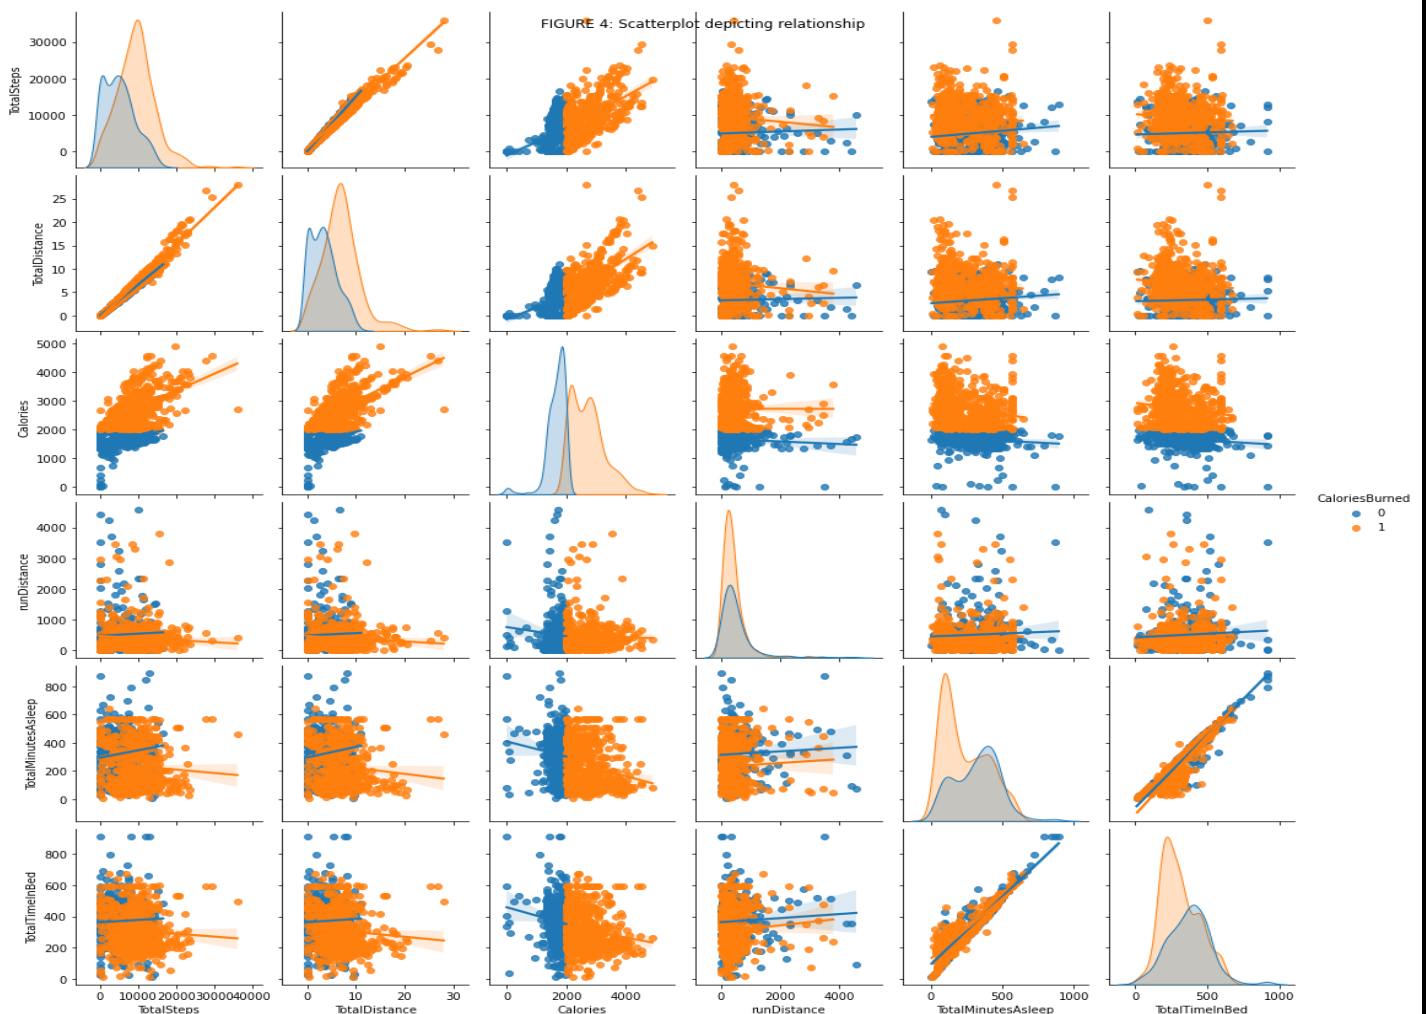 FIGURE 4: Scatterplot depicting relationship
30000
20000
10000
0
TotalSteps
25
20
15
10
5
0
TotalDistance
5000
4000
3000
2000
1000
0
Calories
CaloriesBurned
0
1
4000
3000
2000
1000
0
runDistance
800
600
400
200
0
TotalMinutesAsleep
800
600
400
200
0
TotalTimeInBed
0 10000 20000 30000 40000
0 10 20 30
0 2000 4000
0 2000 4000
0 500 1000
0 500 1000
TotalSteps TotalDistance Calories runDistance TotalMinutesAsleep TotalTimeInBed